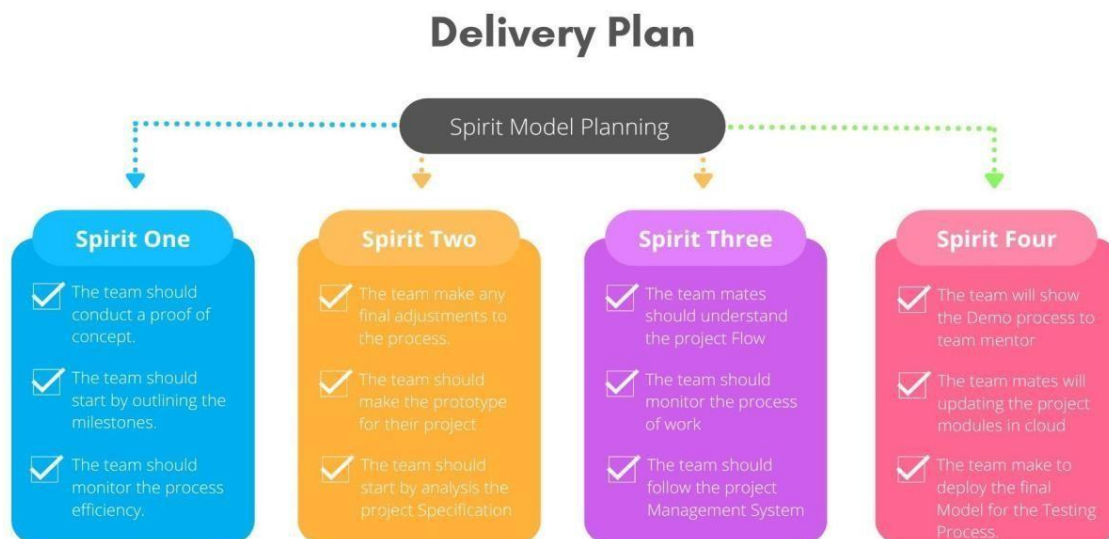 Delivery Plan
Spirit Model Planning
Spirit One
The team should
conduct a proof of
concept.
The team should
start by outlining the
milestones.
The team should
monitor the process
efficiency.
Spirit Two
The team make any
final adjustments to
the process.
The team should
make the prototype
for their project
The team should
start by analysis the
project Specification
Spirit Three
The team mates
should understand
the project Flow
The team should
monitor the process
of work
The team should
follow the project
Management System
Spirit Four
The team will show
the Demo process to
team mentor
The team mates will
updating the project
modules in cloud
The team make to
deploy the final
Model for the Testing
Process.